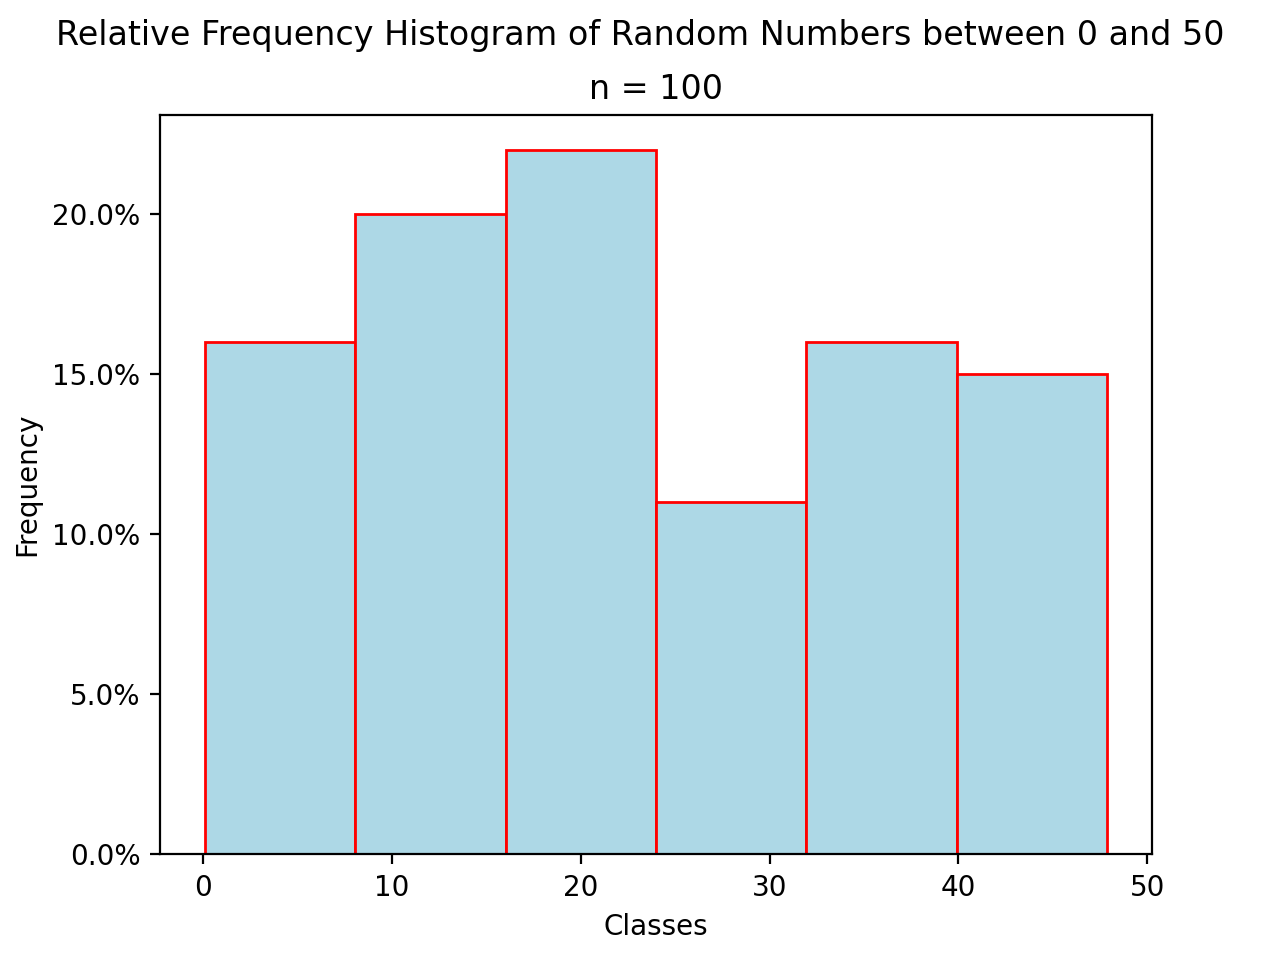 Relative Frequency Histogram of Random Numbers between 0 and 50
n = 100
20.0%
15.0%
10.0%
5.0%
0.0%
Frequency
0 10 20 30 40 50
Classes